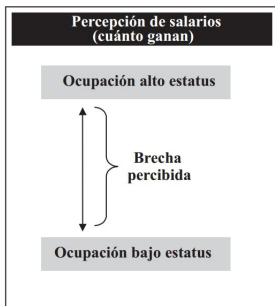 Percepción de salarios
(cuánto ganan)
Ocupación alto estatus
Brecha
percibida
Ocupación bajo estatus